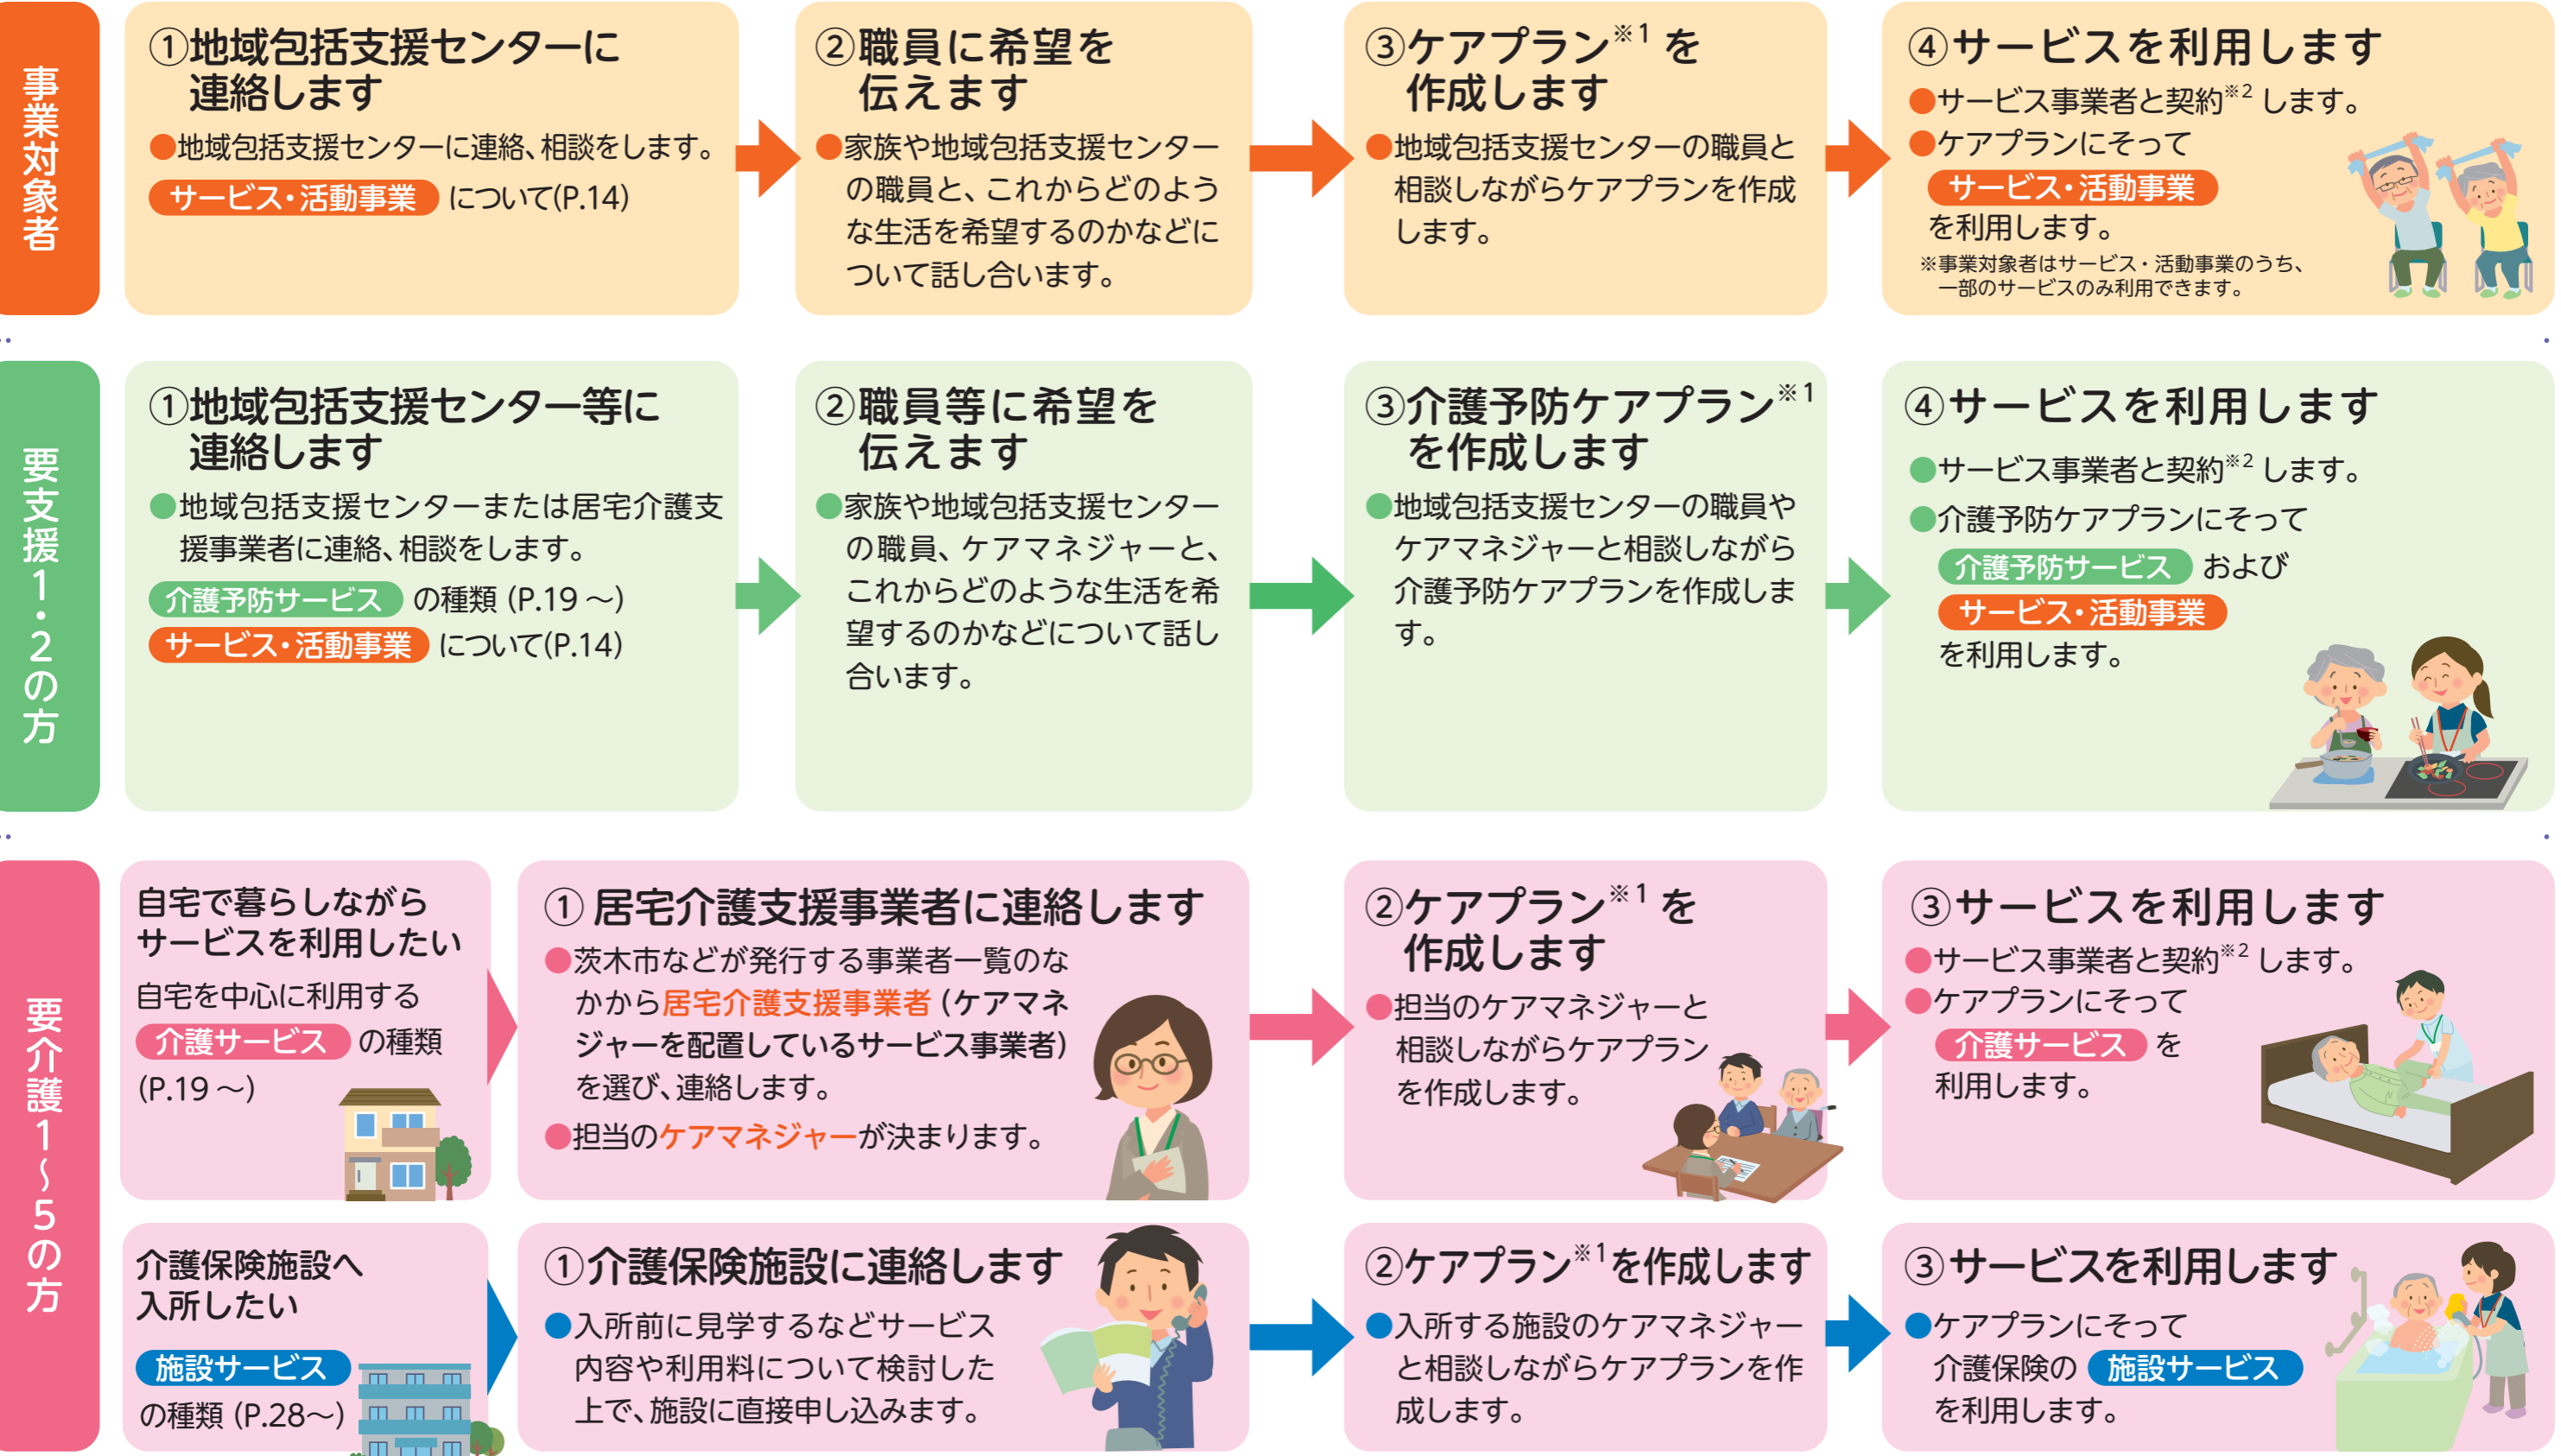 事業対象者
①地域包括支援センターに
連絡します
●地域包括支援センターに連絡、相談をします。
サービス・活動事業 について(P.14)
②職員に希望を
伝えます
●家族や地域包括支援センター
の職員と、これからどのよう
な生活を希望するのかなどに
ついて話し合います。
③ケアプラン※1 を
作成します
●地域包括支援センターの職員と
相談しながらケアプランを作成
します。
④サービスを利用します
●サービス事業者と契約※2 します。
●ケアプランにそって
サービス・活動事業
を利用します。
※事業対象者はサービス・活動事業のうち、
一部のサービスのみ利用できます。
要支援1・2の方
①地域包括支援センター等に
連絡します
●地域包括支援センターまたは居宅介護支
援事業者に連絡、相談をします。
介護予防サービス の種類 (P.19 ～)
サービス・活動事業 について(P.14)
②職員等に希望を
伝えます
●家族や地域包括支援センター
の職員、ケアマネジャーと、
これからどのような生活を希
望するのかなどについて話し
合います。
③介護予防ケアプラン※1
を作成します
●地域包括支援センターの職員や
ケアマネジャーと相談しながら
介護予防ケアプランを作成しま
す。
④サービスを利用します
●サービス事業者と契約※2 します。
●介護予防ケアプランにそって
介護予防サービス および
サービス・活動事業
を利用します。
要介護1～5の方
自宅で暮らしながら
サービスを利用したい
自宅を中心に利用する
介護サービス の種類
(P.19 ～)
① 居宅介護支援事業者に連絡します
●茨木市などが発行する事業者一覧のな
かから居宅介護支援事業者（ケアマネ
ジャーを配置しているサービス事業者）
を選び、連絡します。
●担当のケアマネジャーが決まります。
②ケアプラン※1 を
作成します
●担当のケアマネジャーと
相談しながらケアプラン
を作成します。
③サービスを利用します
●サービス事業者と契約※2 します。
●ケアプランにそって
介護サービス を
利用します。
介護保険施設へ
入所したい
施設サービス
の種類 (P.28～)
①介護保険施設に連絡します
●入所前に見学するなどサービス
内容や利用料について検討した
上で、施設に直接申し込みます。
②ケアプラン※1を作成します
●入所する施設のケアマネジャー
と相談しながらケアプランを作
成します。
③サービスを利用します
●ケアプランにそって
介護保険の 施設サービス
を利用します。